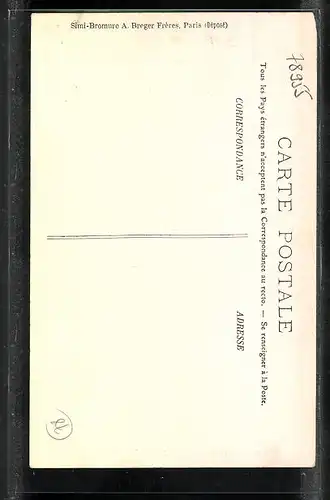 Simi-Bromure A. Breger Frères, Paris (Déposé)
78955
CARTE POSTALE
Tous les Pays étrangers n'acceptent pas la Correspondance au recto. — Se renseigner à la Poste.
CORRESPONDANCE
ADRESSE